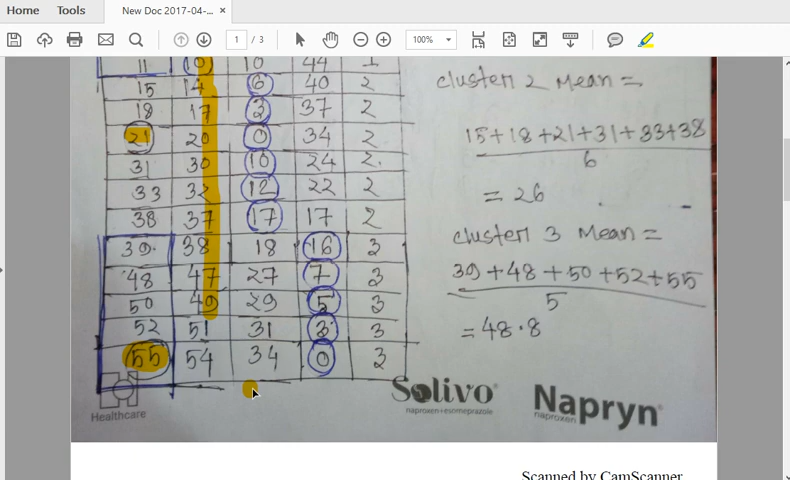 Home Tools New Doc 2017-04-... ×
1 / 3 100%
11 10 10 44 1
15 14 6 40 2
18 17 3 37 2
21 20 0 34 2
31 30 10 24 2.
33 32 12 22 2
38 37 17 17 2
39. 38 18 16 3
48 47 27 7 3
50 49 29 5 3
52 51 31 3 3
55 54 34 0 3
cluster 2 Mean =
15+18+21+31+33+38
6
= 26
cluster 3 Mean =
39+48+50+52+55
5
= 48.8
Healthcare
Solivo®
naproxen+esomeprazole
Napryn®
naproxen
Scanned by CamScanner